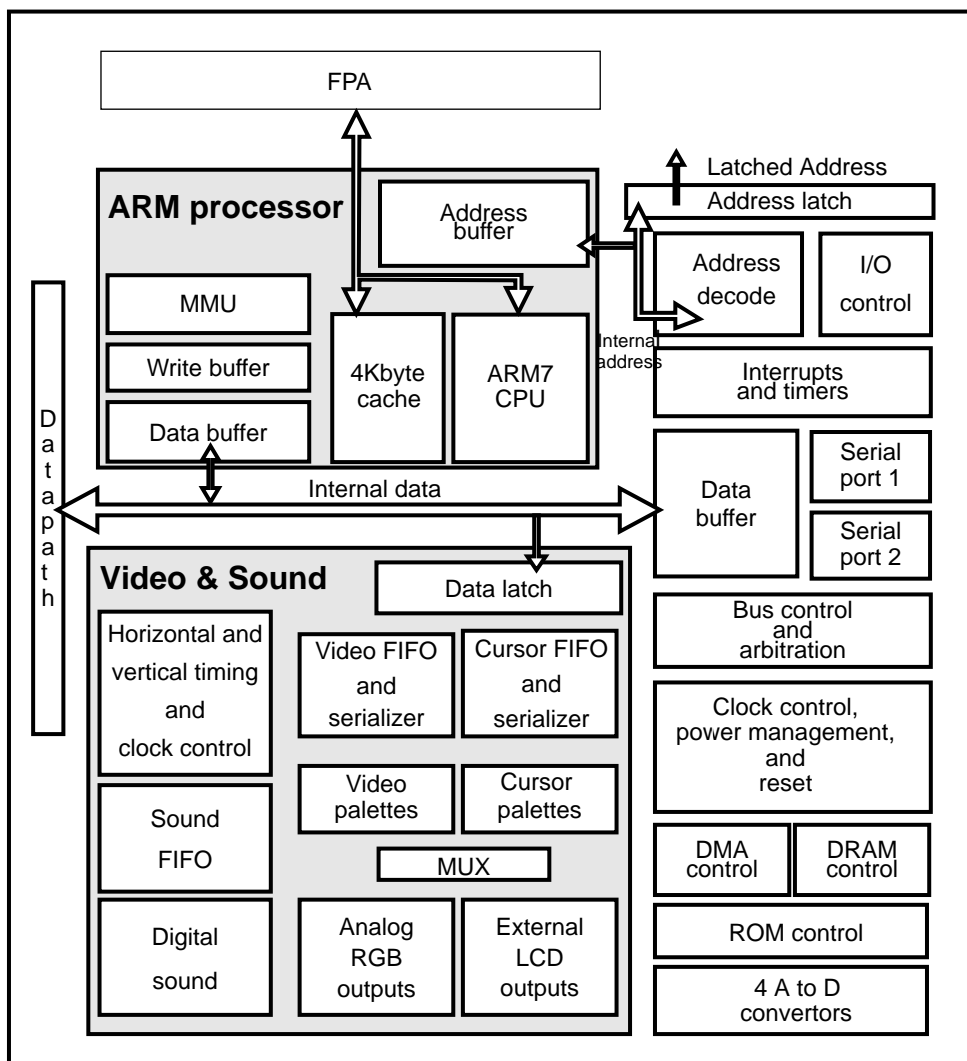 FPA
ARM processor
Address
buffer
MMU
Write buffer
Data buffer
4Kbyte
cache
ARM7
CPU
Latched Address
Address latch
Address
decode
I/O
control
Internal
address
Interrupts
and timers
Datapath
Internal data
Data
buffer
Serial
port 1
Serial
port 2
Video & Sound
Data latch
Horizontal and
vertical timing
and
clock control
Video FIFO
and
serializer
Cursor FIFO
and
serializer
Sound
FIFO
Video
palettes
Cursor
palettes
MUX
Digital
sound
Analog
RGB
outputs
External
LCD
outputs
Bus control
and
arbitration
Clock control,
power management,
and
reset
DMA
control
DRAM
control
ROM control
4 A to D
convertors